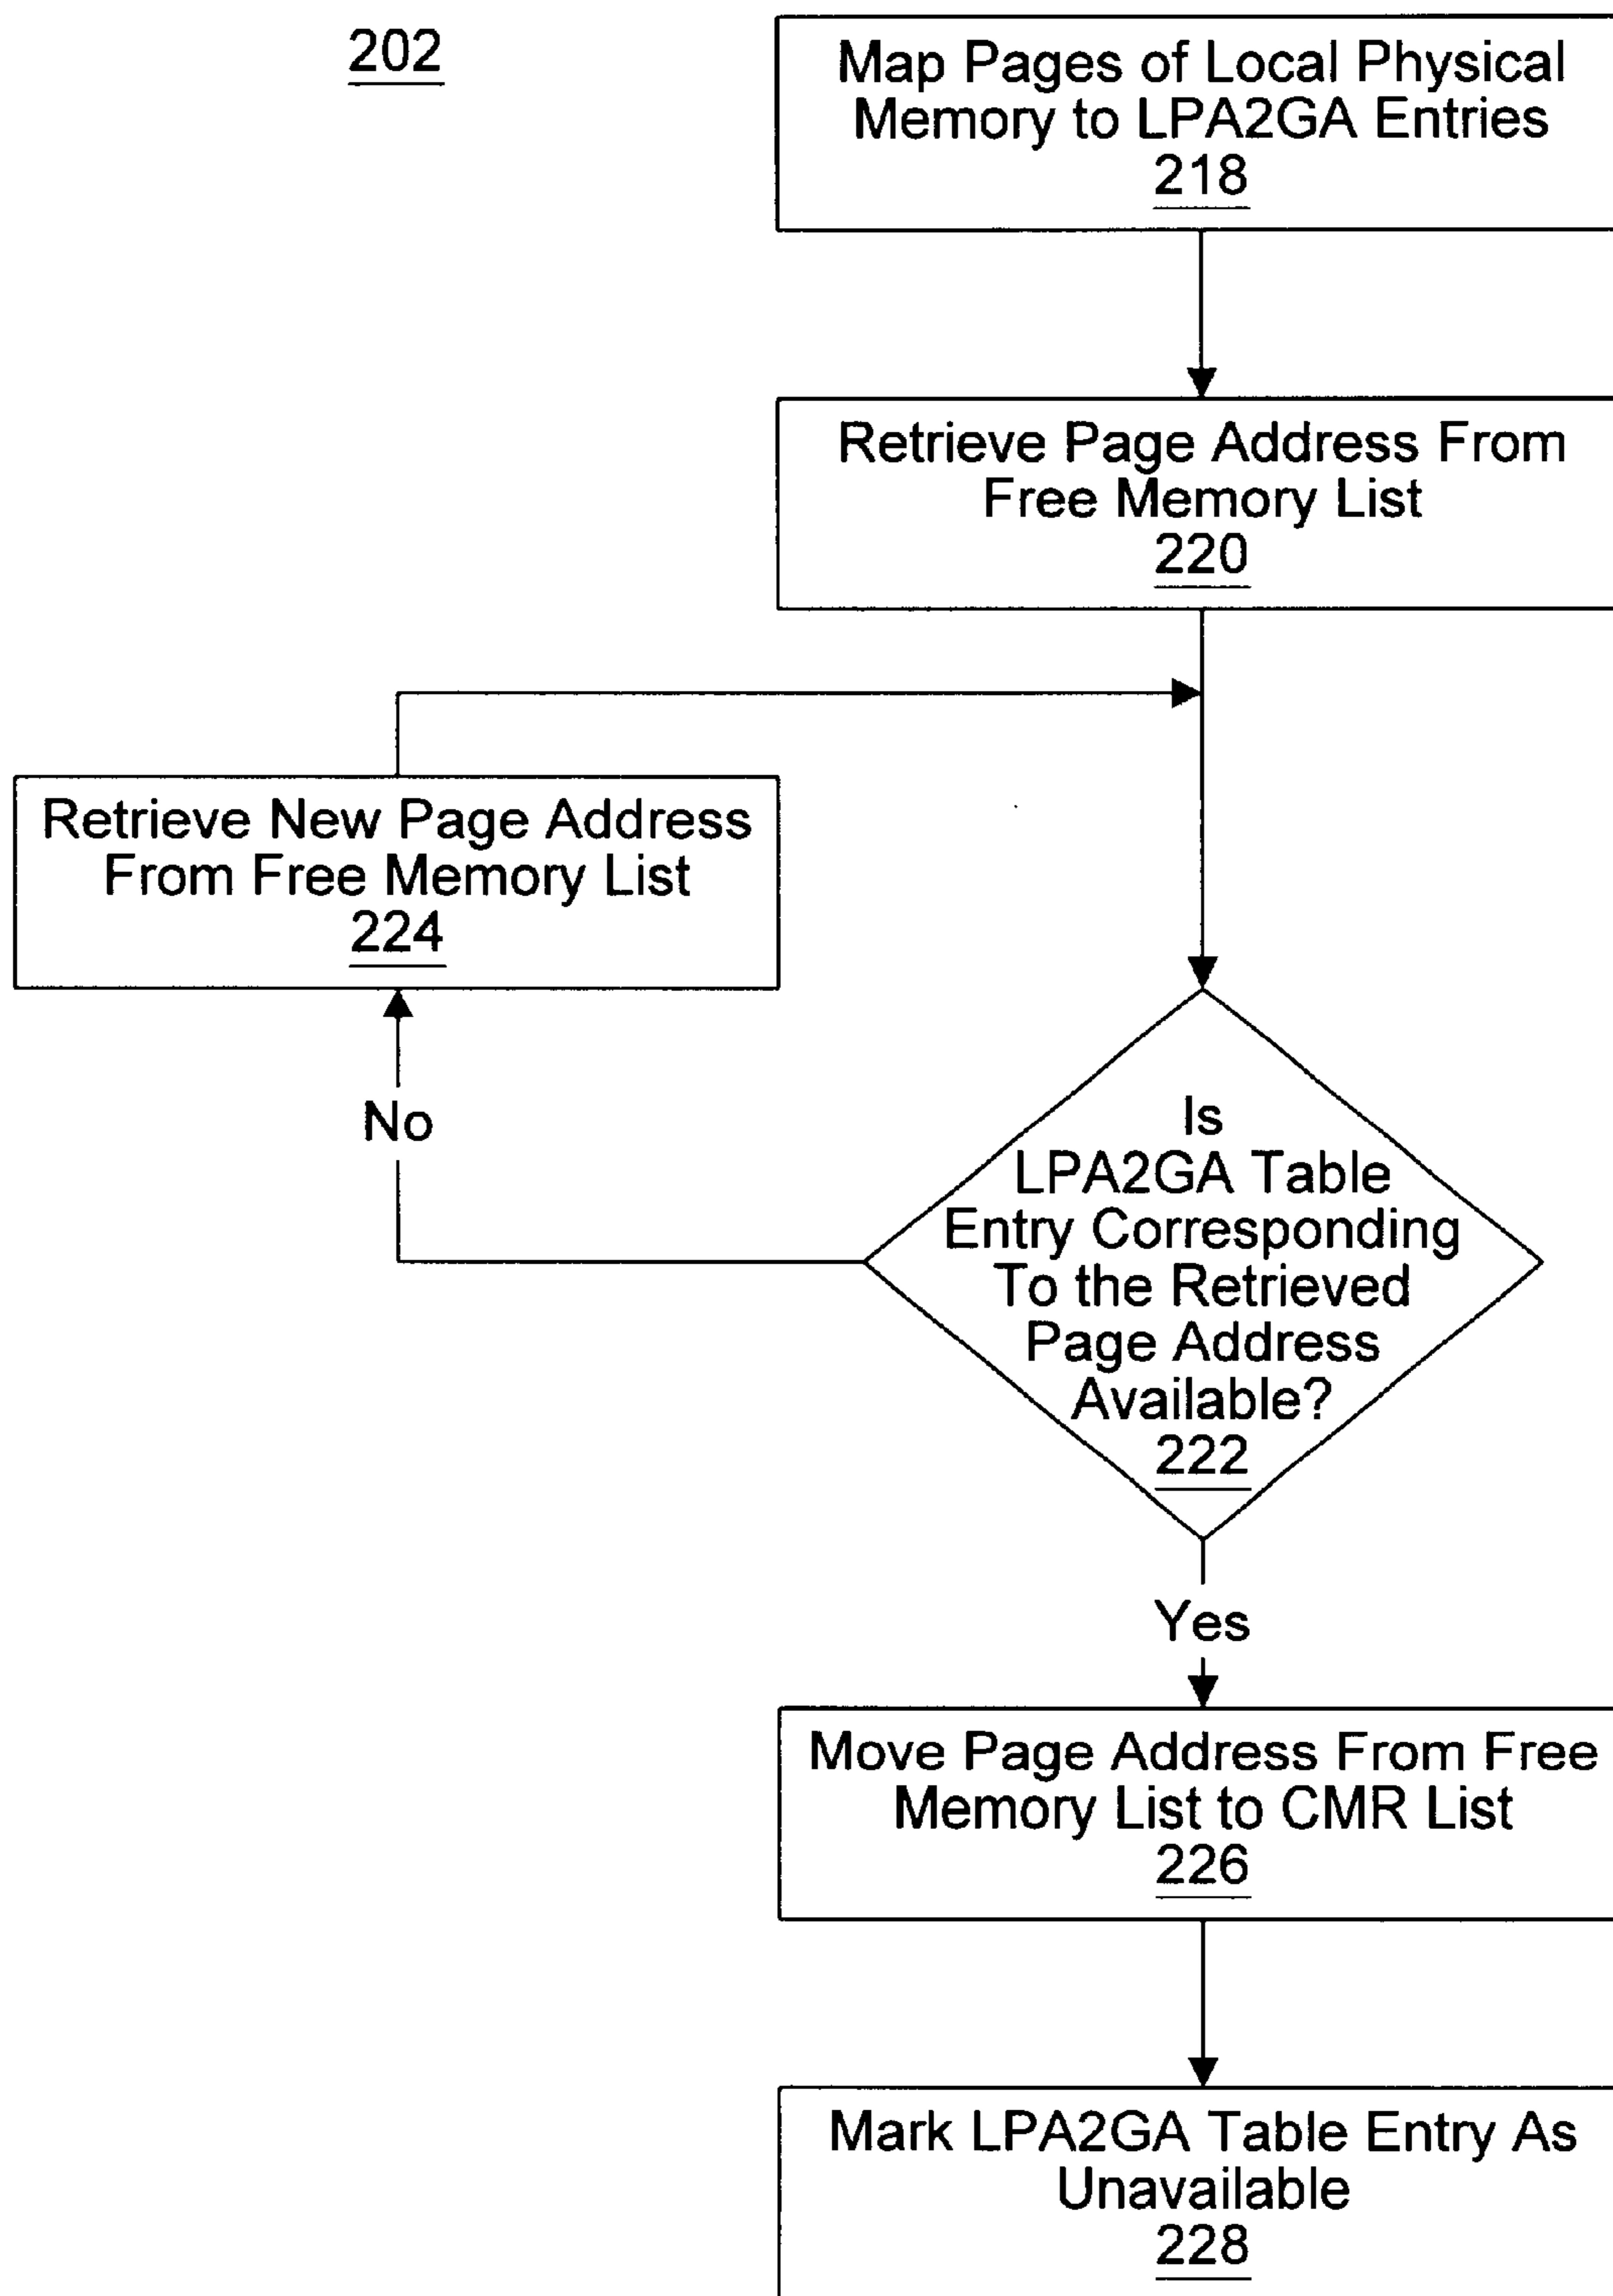 202
Map Pages of Local Physical
Memory to LPA2GA Entries
218
Retrieve Page Address From
Free Memory List
220
Retrieve New Page Address
From Free Memory List
224
No
Is
LPA2GA Table
Entry Corresponding
To the Retrieved
Page Address
Available?
222
Yes
Move Page Address From Free
Memory List to CMR List
226
Mark LPA2GA Table Entry As
Unavailable
228